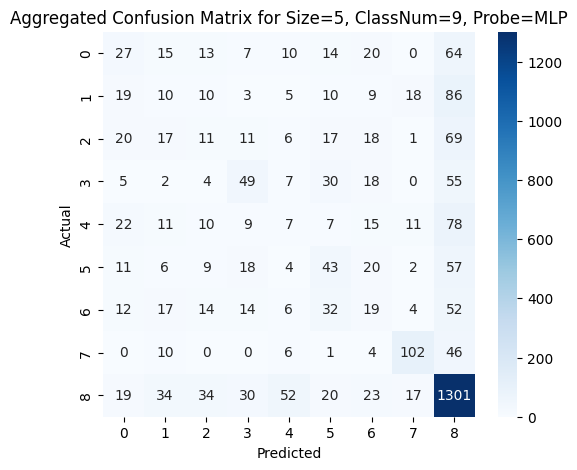 Aggregated Confusion Matrix for Size=5, ClassNum=9, Probe=MLP
Actual
0 27 15 13 7 10 14 20 0 64
1 19 10 10 3 5 10 9 18 86
2 20 17 11 11 6 17 18 1 69
3 5 2 4 49 7 30 18 0 55
4 22 11 10 9 7 7 15 11 78
5 11 6 9 18 4 43 20 2 57
6 12 17 14 14 6 32 19 4 52
7 0 10 0 0 6 1 4 102 46
8 19 34 34 30 52 20 23 17 1301
0 1 2 3 4 5 6 7 8
Predicted
1200
1000
800
600
400
200
0